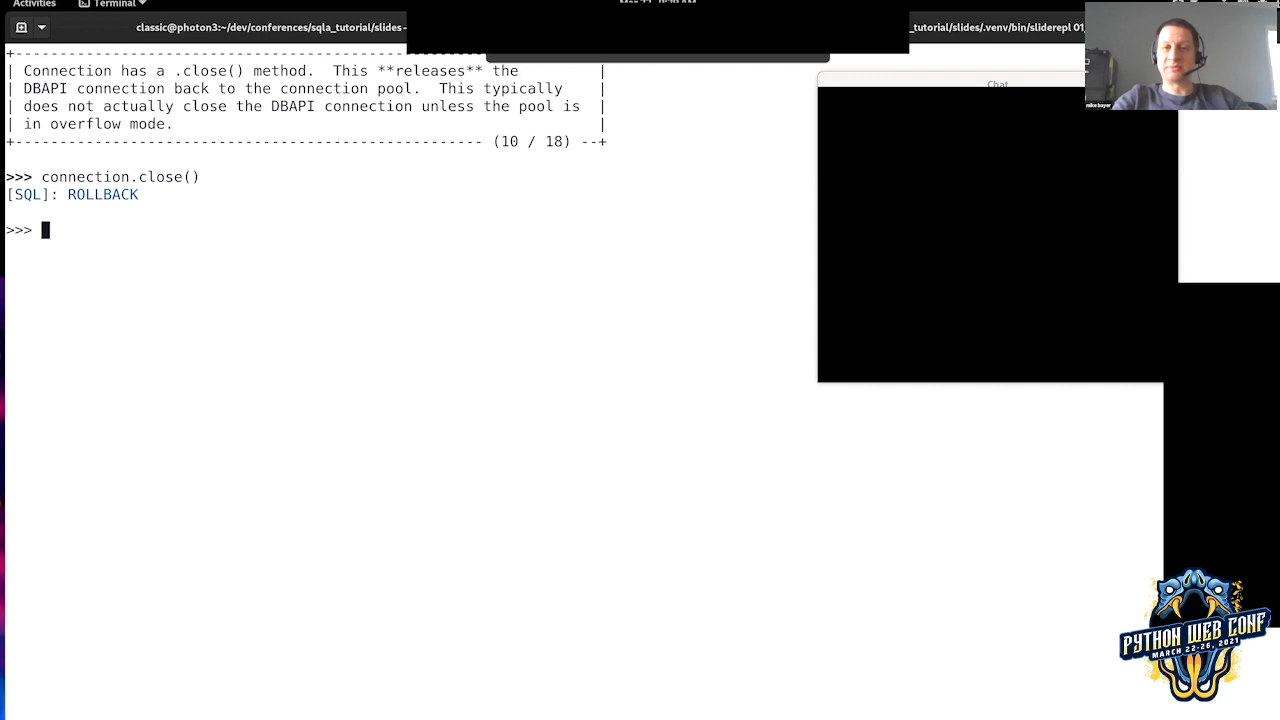 Activities
Terminal
classic@photon3:~/dev/conferences/sqla_tutorial/slides-
_tutorial/slides/.venv/bin/sliderepl 01_
Chat
mike bayer
+------------------------------------------------------
| Connection has a .close() method.  This **releases** the         |
| DBAPI connection back to the connection pool.  This typically    |
| does not actually close the DBAPI connection unless the pool is  |
| in overflow mode.                                                |
+------------------------------------------------------ (10 / 18) --+
>>> connection.close()
[SQL]: ROLLBACK
>>>
PYTHON WEB CONF
MARCH 22-26, 2021